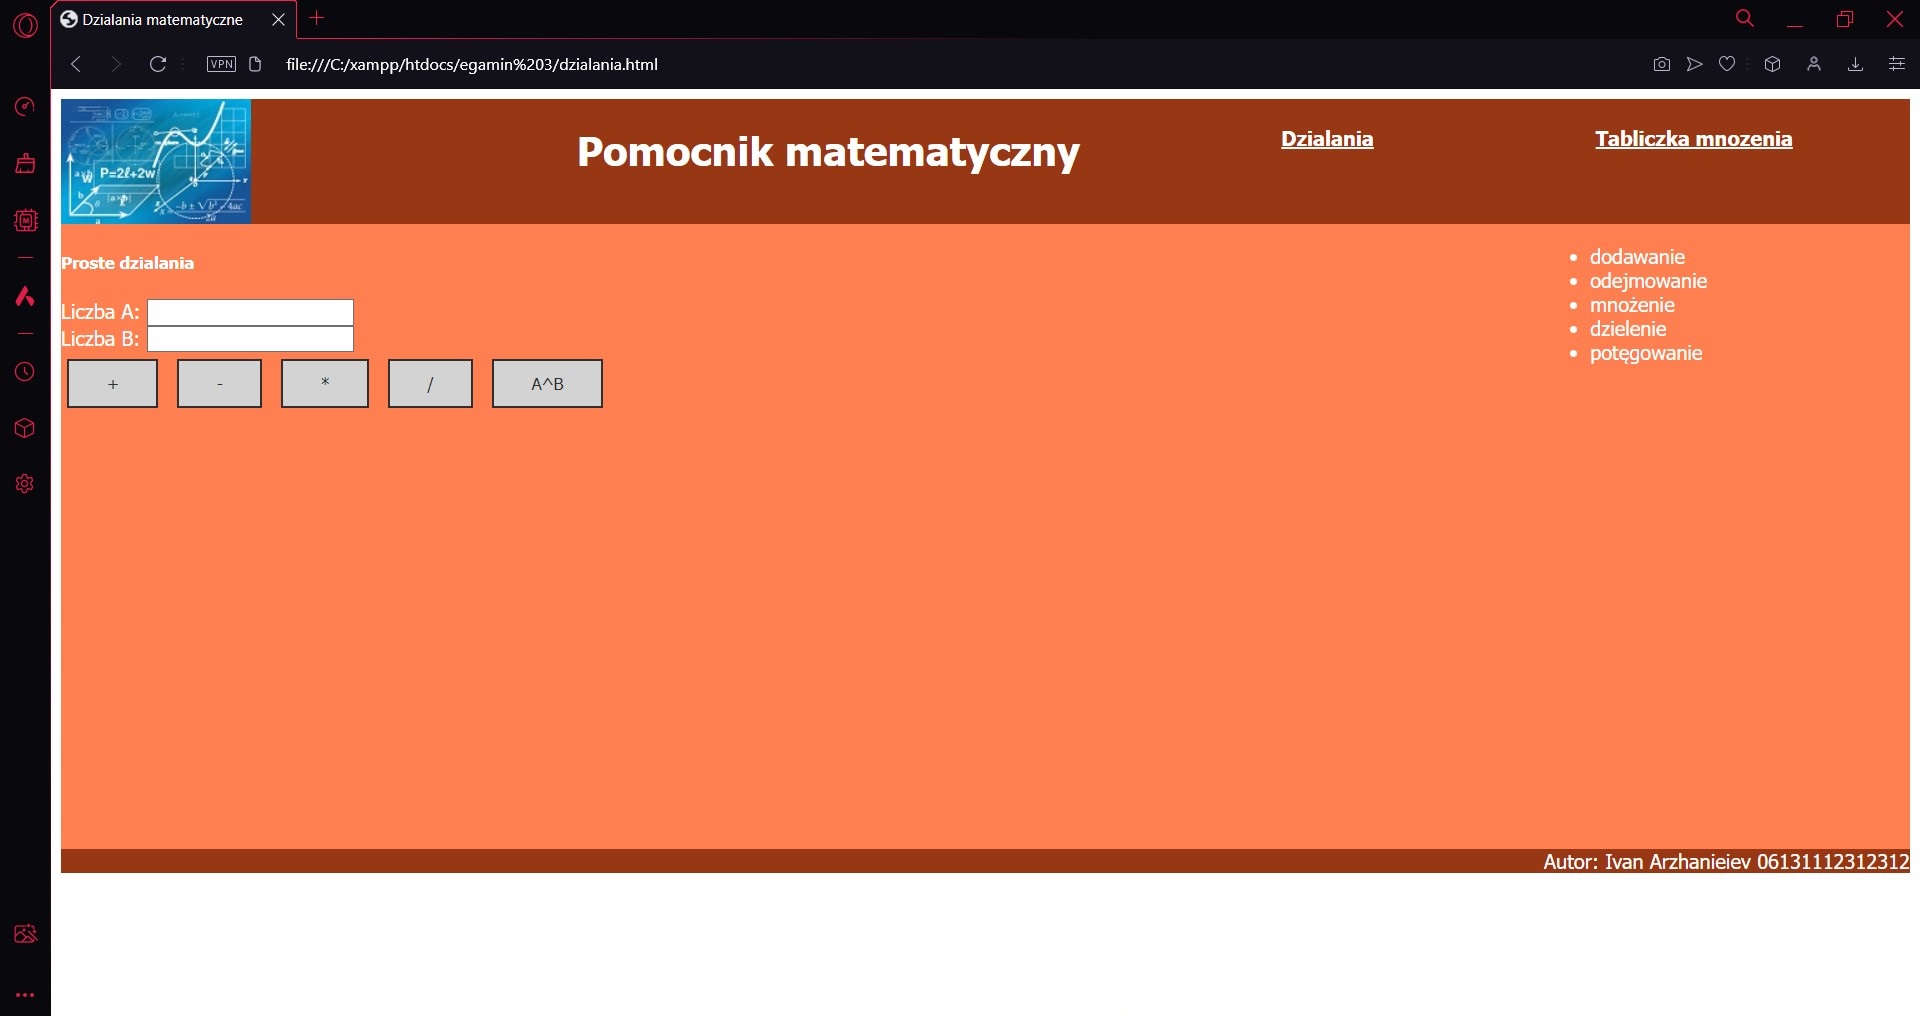 Dzialania matematyczne
VPN
file:///C:/xampp/htdocs/egamin%203/dzialania.html
P=2ℓ+2w
Pomocnik matematyczny
Dzialania
Tabliczka mnozenia
Proste dzialania
Liczba A:
Liczba B:
+ - * / A^B
dodawanie
odejmowanie
mnożenie
dzielenie
potęgowanie
Autor: Ivan Arzhanieiev 06131112312312